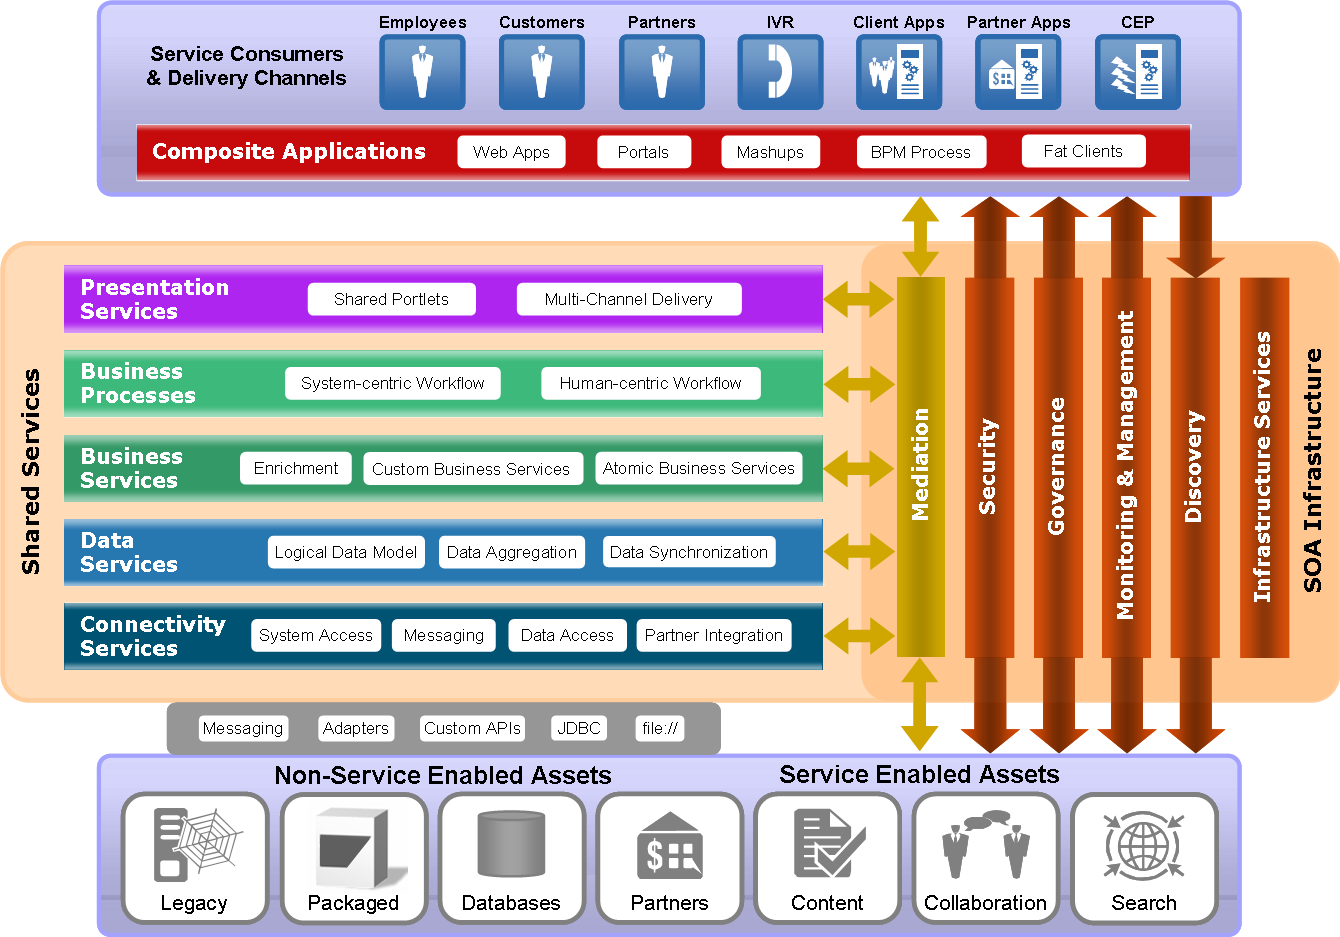 Employees
Customers
Partners
IVR
Client Apps
Partner Apps
CEP
Service Consumers
& Delivery Channels
Composite Applications
Web Apps
Portals
Mashups
BPM Process
Fat Clients
Shared Services
Presentation
Services
Shared Portlets
Multi-Channel Delivery
Business
Processes
System-centric Workflow
Human-centric Workflow
Business
Services
Enrichment
Custom Business Services
Atomic Business Services
Data
Services
Logical Data Model
Data Aggregation
Data Synchronization
Connectivity
Services
System Access
Messaging
Data Access
Partner Integration
Mediation
Security
Governance
Monitoring & Management
Discovery
Infrastructure Services
SOA Infrastructure
Messaging
Adapters
Custom APIs
JDBC
file://
Non-Service Enabled Assets
Service Enabled Assets
$
$
Legacy
Packaged
Databases
Partners
Content
Collaboration
Search